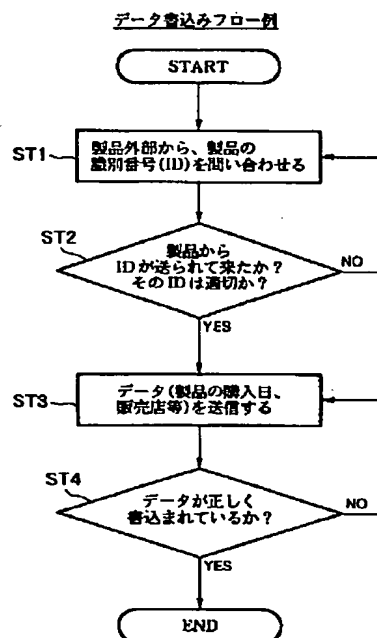 データ書込みフロー例
START
ST1
製品外部から、製品の
識別番号(ID)を問い合わせる
ST2
製品から
IDが送られて来たか?
そのIDは適切か?
NO
YES
ST3
データ(製品の購入日、
販売店等)を送信する
ST4
データが正しく
書込まれているか?
NO
YES
END